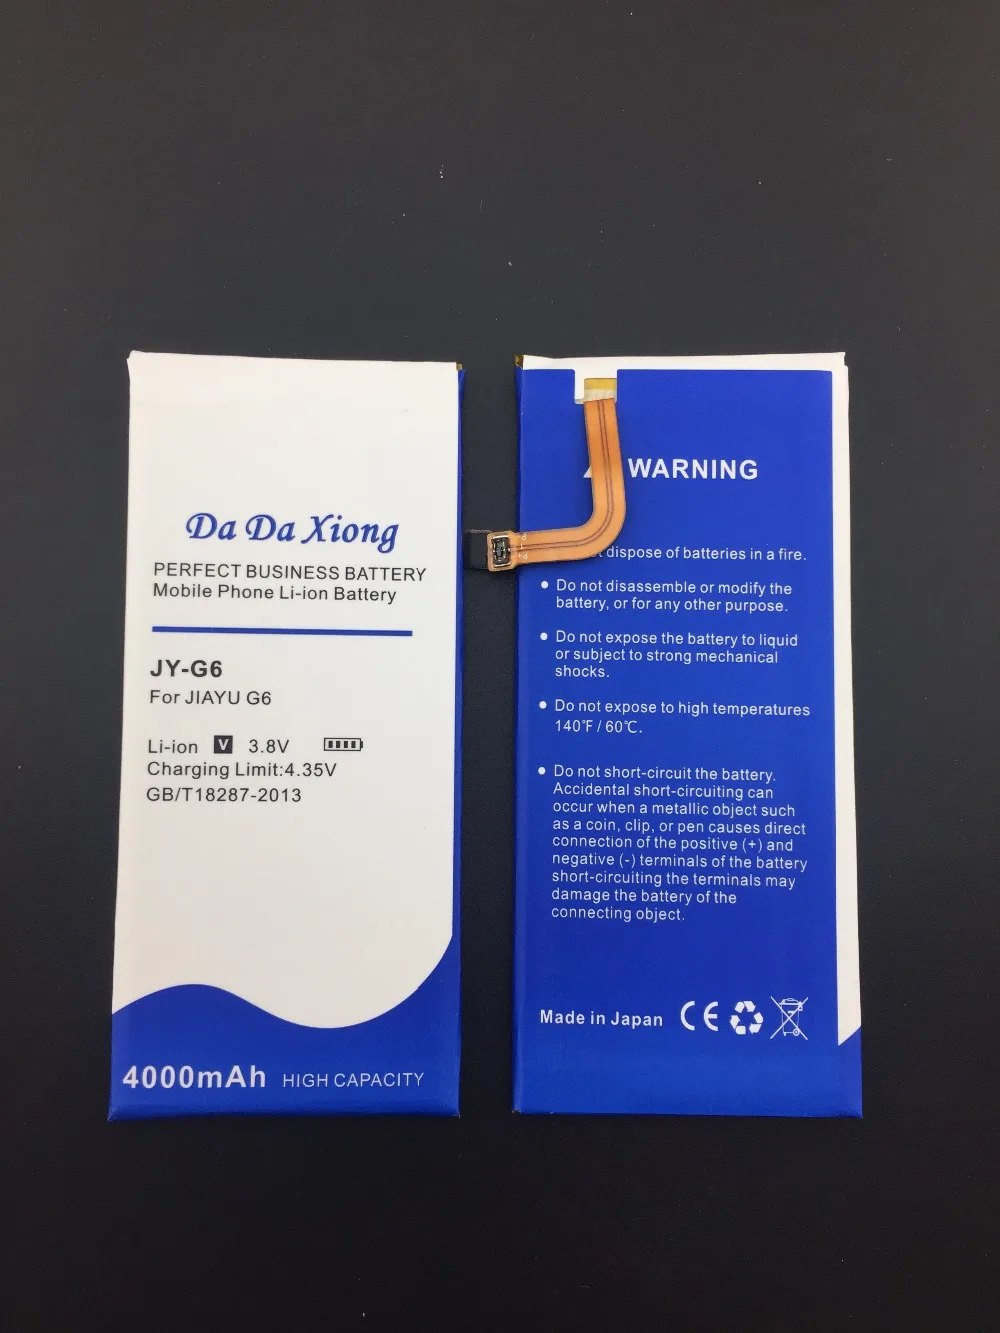 Da Da Xiong
PERFECT BUSINESS BATTERY
Mobile Phone Li-ion Battery
JY-G6
For JIAYU G6
Li-ion V 3.8V
Charging Limit:4.35V
GB/T18287-2013
4000mAh HIGH CAPACITY
WARNING
dispose of batteries in a fire.
• Do not disassemble or modify the
battery, or for any other purpose.
• Do not expose the battery to liquid
or subject to strong mechanical
shocks.
• Do not expose to high temperatures
140℉ / 60℃.
• Do not short-circuit the battery.
Accidental short-circuiting can
occur when a metallic object such
as a coin, clip, or pen causes direct
connection of the positive (+) and
negative (-) terminals of the battery
short-circuiting the terminals may
damage the battery of the
connecting object.
Made in Japan CE